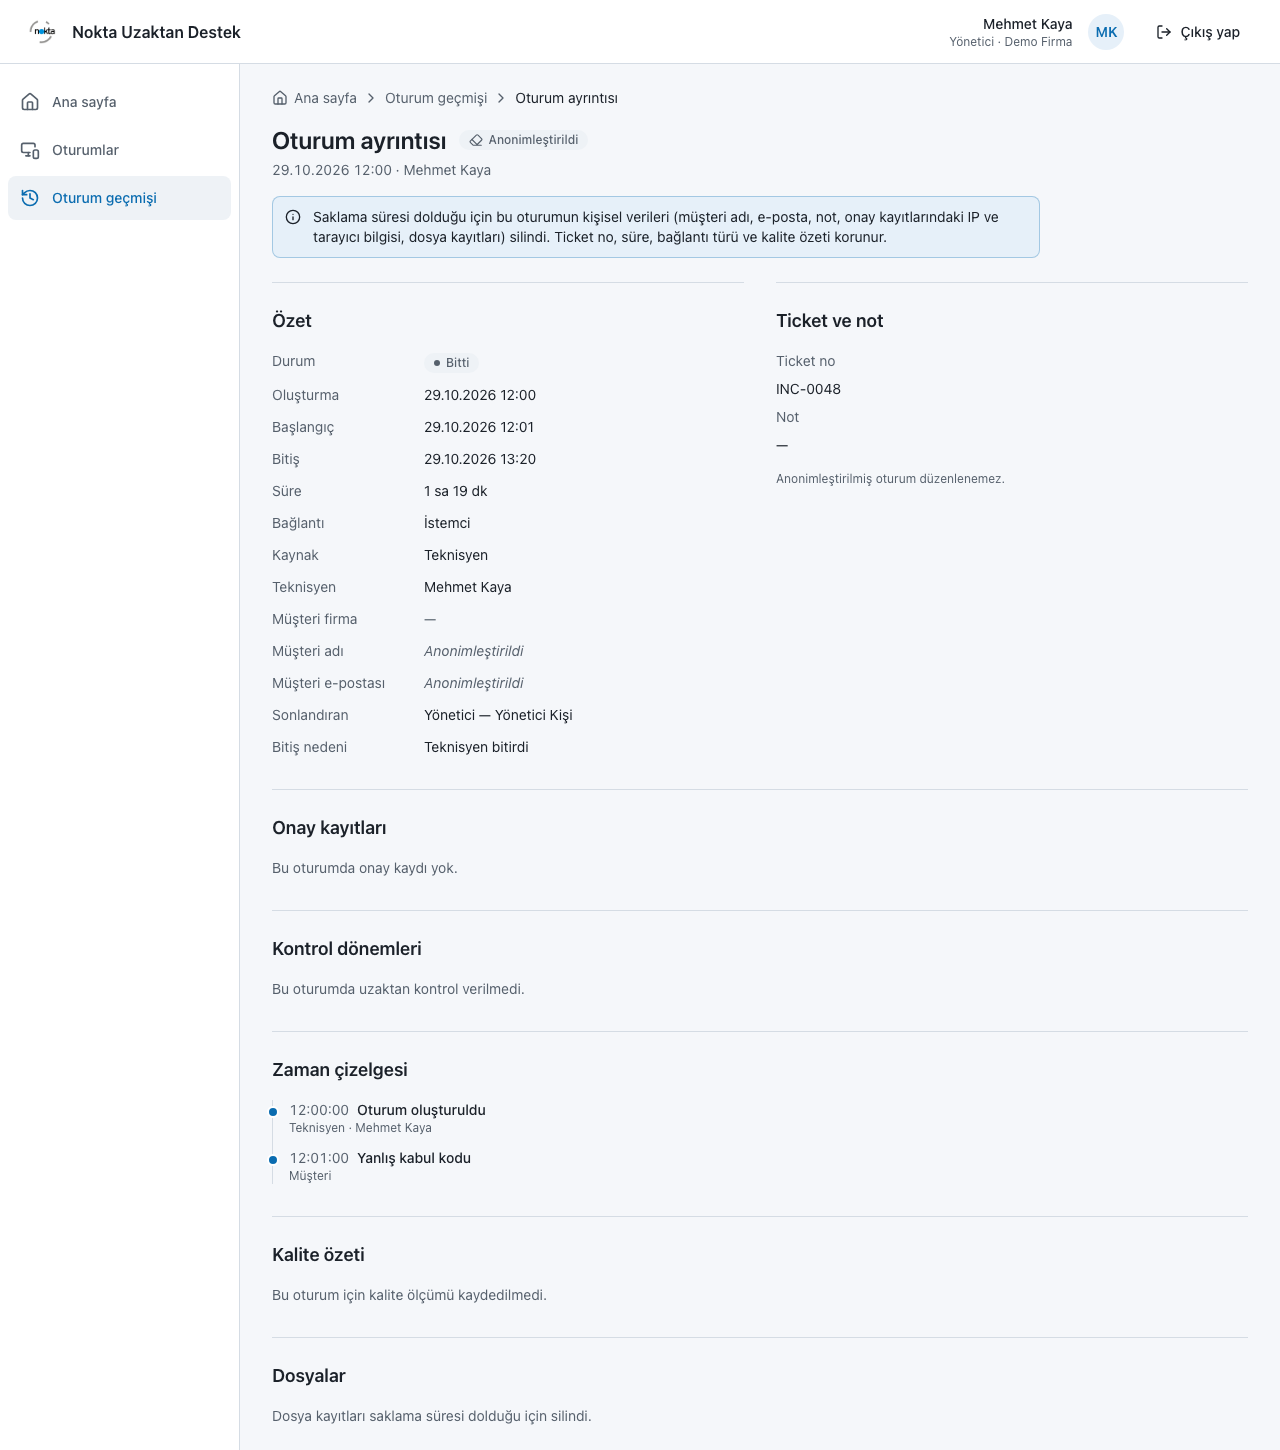 nokta
Nokta Uzaktan Destek
Mehmet Kaya
Yönetici · Demo Firma
MK
Çıkış yap
Ana sayfa
Oturumlar
Oturum geçmişi
Ana sayfa > Oturum geçmişi > Oturum ayrıntısı
Oturum ayrıntısı
Anonimleştirildi
29.10.2026 12:00 · Mehmet Kaya
Saklama süresi dolduğu için bu oturumun kişisel verileri (müşteri adı, e-posta, not, onay kayıtlarındaki IP ve
tarayıcı bilgisi, dosya kayıtları) silindi. Ticket no, süre, bağlantı türü ve kalite özeti korunur.
Özet
Durum Bitti
Oluşturma 29.10.2026 12:00
Başlangıç 29.10.2026 12:01
Bitiş 29.10.2026 13:20
Süre 1 sa 19 dk
Bağlantı İstemci
Kaynak Teknisyen
Teknisyen Mehmet Kaya
Müşteri firma —
Müşteri adı Anonimleştirildi
Müşteri e-postası Anonimleştirildi
Sonlandıran Yönetici — Yönetici Kişi
Bitiş nedeni Teknisyen bitirdi
Ticket ve not
Ticket no
INC-0048
Not
—
Anonimleştirilmiş oturum düzenlenemez.
Onay kayıtları
Bu oturumda onay kaydı yok.
Kontrol dönemleri
Bu oturumda uzaktan kontrol verilmedi.
Zaman çizelgesi
12:00:00 Oturum oluşturuldu
Teknisyen · Mehmet Kaya
12:01:00 Yanlış kabul kodu
Müşteri
Kalite özeti
Bu oturum için kalite ölçümü kaydedilmedi.
Dosyalar
Dosya kayıtları saklama süresi dolduğu için silindi.